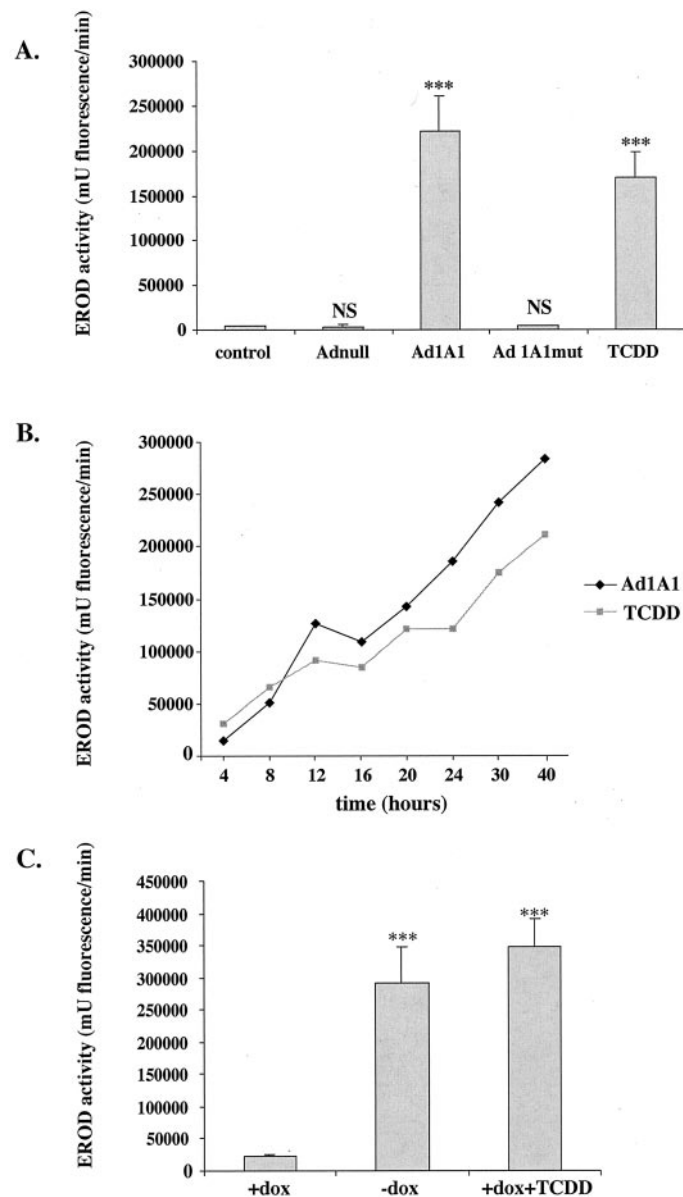 A.
EROD activity (mU fluorescence/min)
300000
250000
200000
150000
100000
50000
0
***
***
NS
NS
control Adnull Ad1A1 Ad 1A1mut TCDD
B.
EROD activity (mU fluorescence/min)
300000
250000
200000
150000
100000
50000
0
4 8 12 16 20 24 30 40
time (hours)
Ad1A1
TCDD
C.
EROD activity (mU fluorescence/min)
450000
400000
350000
300000
250000
200000
150000
100000
50000
0
***
***
+dox -dox +dox+TCDD